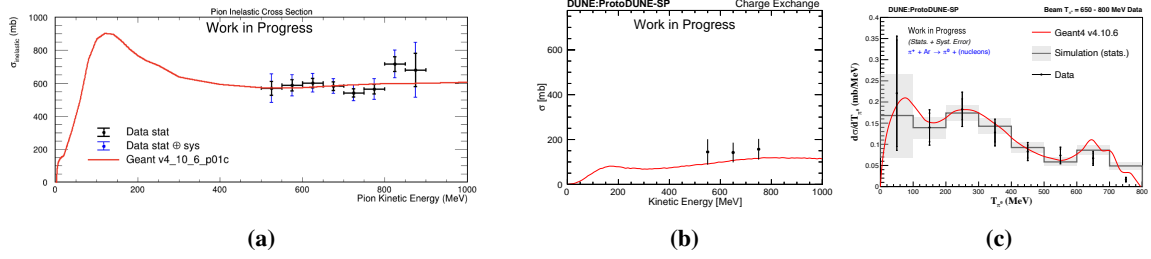 Pion Inelastic Cross Section
Work in Progress
σinelastic (mb)
1000
800
600
400
200
0
Data stat
Data stat ⊕ sys
Geant v4_10_6_p01c
0 200 400 600 800 1000
Pion Kinetic Energy (MeV)
(a)
DUNE:ProtoDUNE-SP Charge Exchange
Work in Progress
σ [mb]
800
600
400
200
0
0 200 400 600 800 1000
Kinetic Energy [MeV]
(b)
DUNE:ProtoDUNE-SP Beam Tπ+ = 650 - 800 MeV Data
Work in Progress
(Stats. + Syst. Error)
π+ + Ar → π0 + (nucleons)
Geant4 v4.10.6
Simulation (stats.)
Data
dσ/dTπ0 (mb/MeV)
0.4
0.35
0.3
0.25
0.2
0.15
0.1
0.05
0
0 100 200 300 400 500 600 700 800
Tπ0 (MeV)
(c)